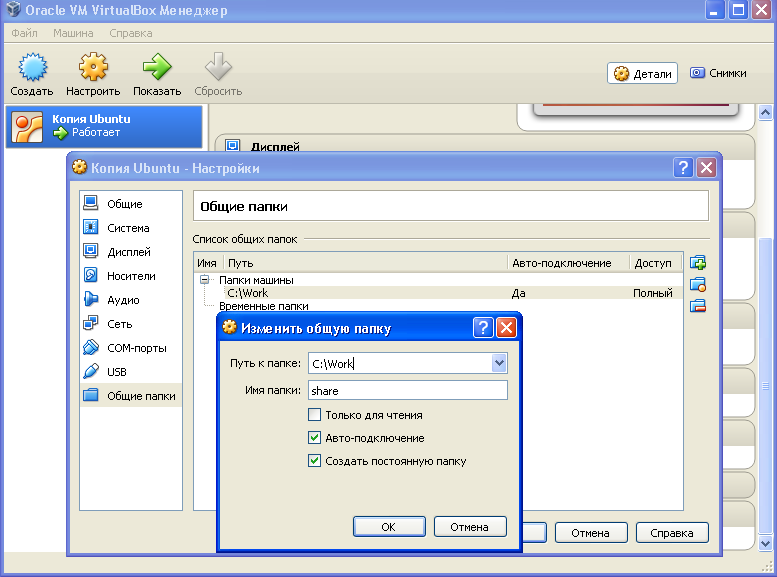 Oracle VM VirtualBox Менеджер
Файл Машина Справка
Создать Настроить Показать Сбросить Детали Снимки
Копия Ubuntu
Работает
Дисплей
Копия Ubuntu - Настройки
Общие
Система
Дисплей
Носители
Аудио
Сеть
COM-порты
USB
Общие папки
Общие папки
Список общих папок
Имя Путь Авто-подключение Доступ
Папки машины
C:\Work Да Полный
Временные папки
Изменить общую папку
Путь к папке: C:\Work
Имя папки: share
Только для чтения
Авто-подключение
Создать постоянную папку
OK Отмена
Отмена Справка